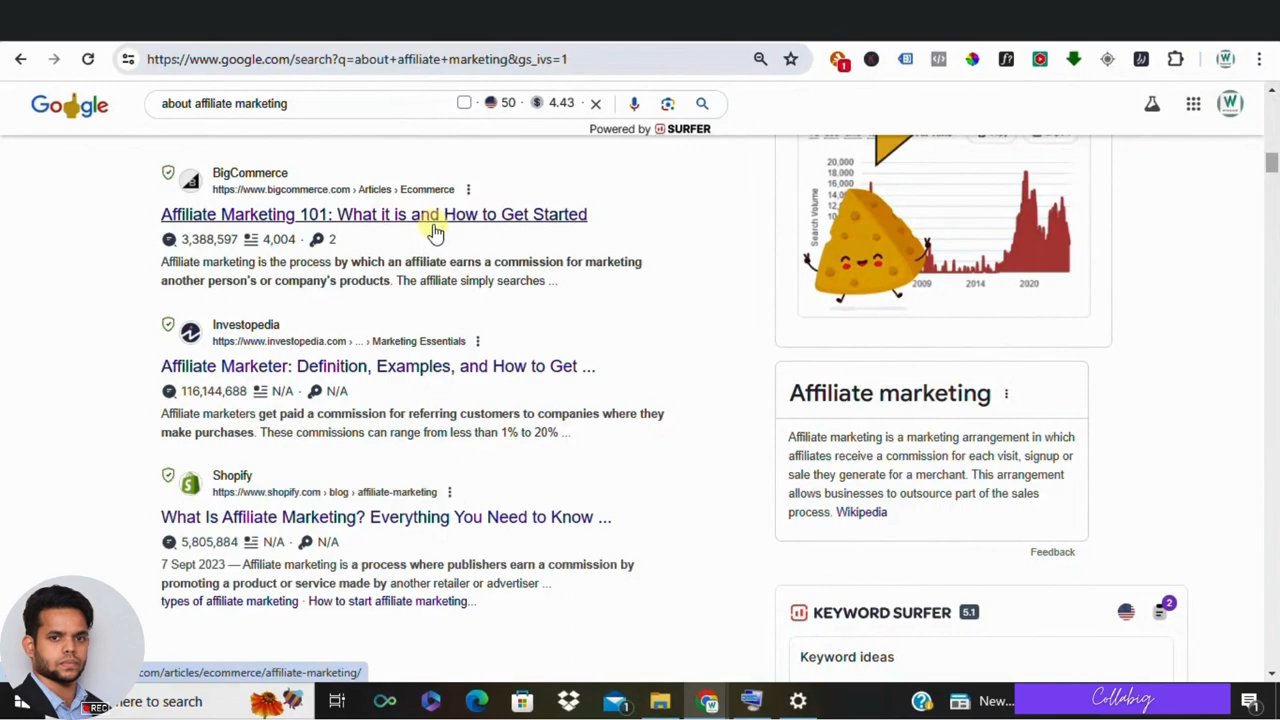 https://www.google.com/search?q=about+affiliate+marketing&gs_ivs=1
1
Google
about affiliate marketing
50 · 4.43 ·
Powered by SURFER
BigCommerce
https://www.bigcommerce.com › Articles › Ecommerce
Affiliate Marketing 101: What it is and How to Get Started
3,388,597 4,004 · 2
Affiliate marketing is the process by which an affiliate earns a commission for marketing
another person's or company's products. The affiliate simply searches ...
Investopedia
https://www.investopedia.com › ... › Marketing Essentials
Affiliate Marketer: Definition, Examples, and How to Get ...
116,144,688 N/A · N/A
Affiliate marketers get paid a commission for referring customers to companies where they
make purchases. These commissions can range from less than 1% to 20% ...
Shopify
https://www.shopify.com › blog › affiliate-marketing
What Is Affiliate Marketing? Everything You Need to Know ...
5,805,884 N/A · N/A
7 Sept 2023 — Affiliate marketing is a process where publishers earn a commission by
promoting a product or service made by another retailer or advertiser ...
types of affiliate marketing · How to start affiliate marketing...
20,000
18,000
16,000
14,000
Search Volume
2009 2014 2020
Affiliate marketing
Affiliate marketing is a marketing arrangement in which
affiliates receive a commission for each visit, signup or
sale they generate for a merchant. This arrangement
allows businesses to outsource part of the sales
process. Wikipedia
Feedback
KEYWORD SURFER 5.1
2
Keyword ideas
com/articles/ecommerce/affiliate-marketing/
REC
here to search
1
New...
Collabig
1